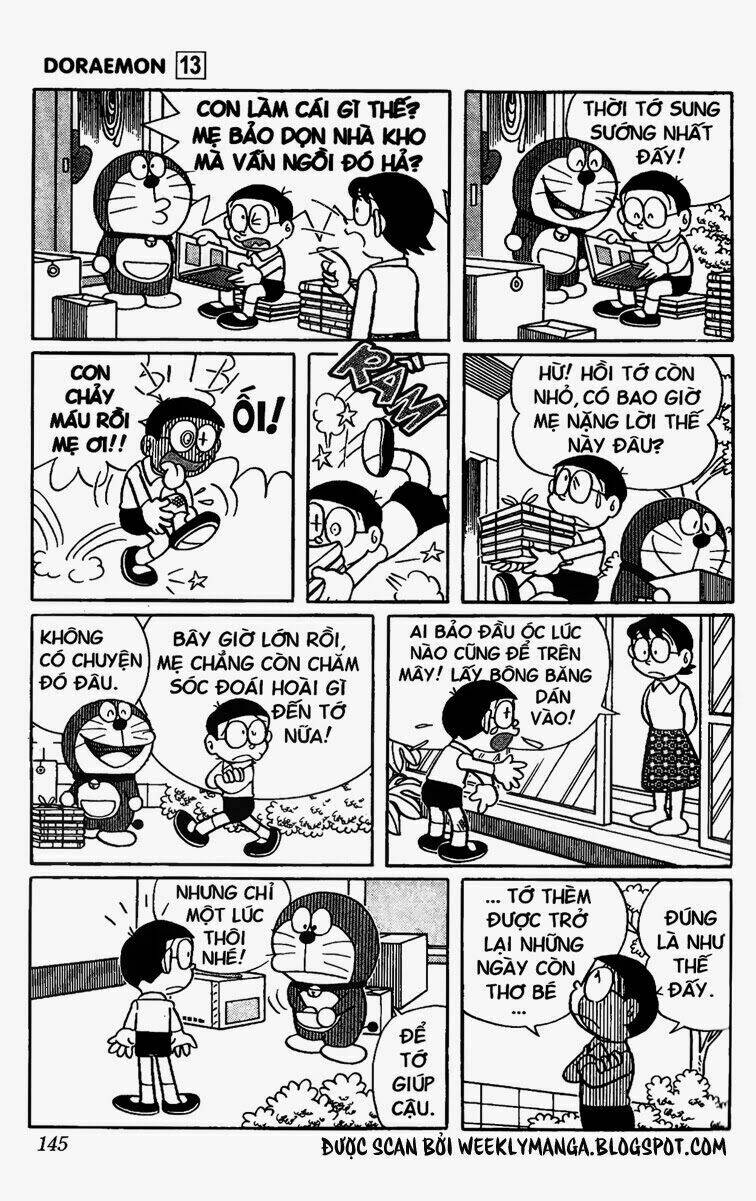 DORAEMON 13
THỜI TỚ SUNG
SƯỚNG NHẤT
ĐẤY!
CON LÀM CÁI GÌ THẾ?
MẸ BẢO DỌN NHÀ KHO
MÀ VẤN NGỒI ĐÓ HẢ?
HỪ! HỒI TỚ CÒN
NHỎ, CÓ BAO GIỜ
MẸ NẶNG LỜI THẾ
NÀY ĐÂU?
RẦM
ỐI!
CON
CHẢY
MÁU RỒI
MẸ ƠI!!
AI BẢO ĐẦU ÓC LÚC
NÀO CŨNG ĐỂ TRÊN
MÂY! LẤY BÔNG BĂNG
DÁN
VÀO!
BÂY GIỜ LỚN RỒI,
MẸ CHẲNG CÒN CHĂM
SÓC ĐOÁI HOÀI GÌ
ĐẾN TỚ
NỮA!
KHÔNG
CÓ CHUYỆN
ĐÓ ĐÂU.
ĐÚNG
LÀ NHƯ
THẾ
ĐẤY.
... TỚ THÈM
ĐƯỢC TRỞ
LẠI NHỮNG
NGÀY CÒN
THƠ BÉ
...
ĐỂ
TỚ
GIÚP
CẬU.
NHƯNG CHỈ
MỘT LÚC
THÔI
NHÉ!
145
ĐƯỢC SCAN BỞI WEEKLYMANGA.BLOGSPOT.COM